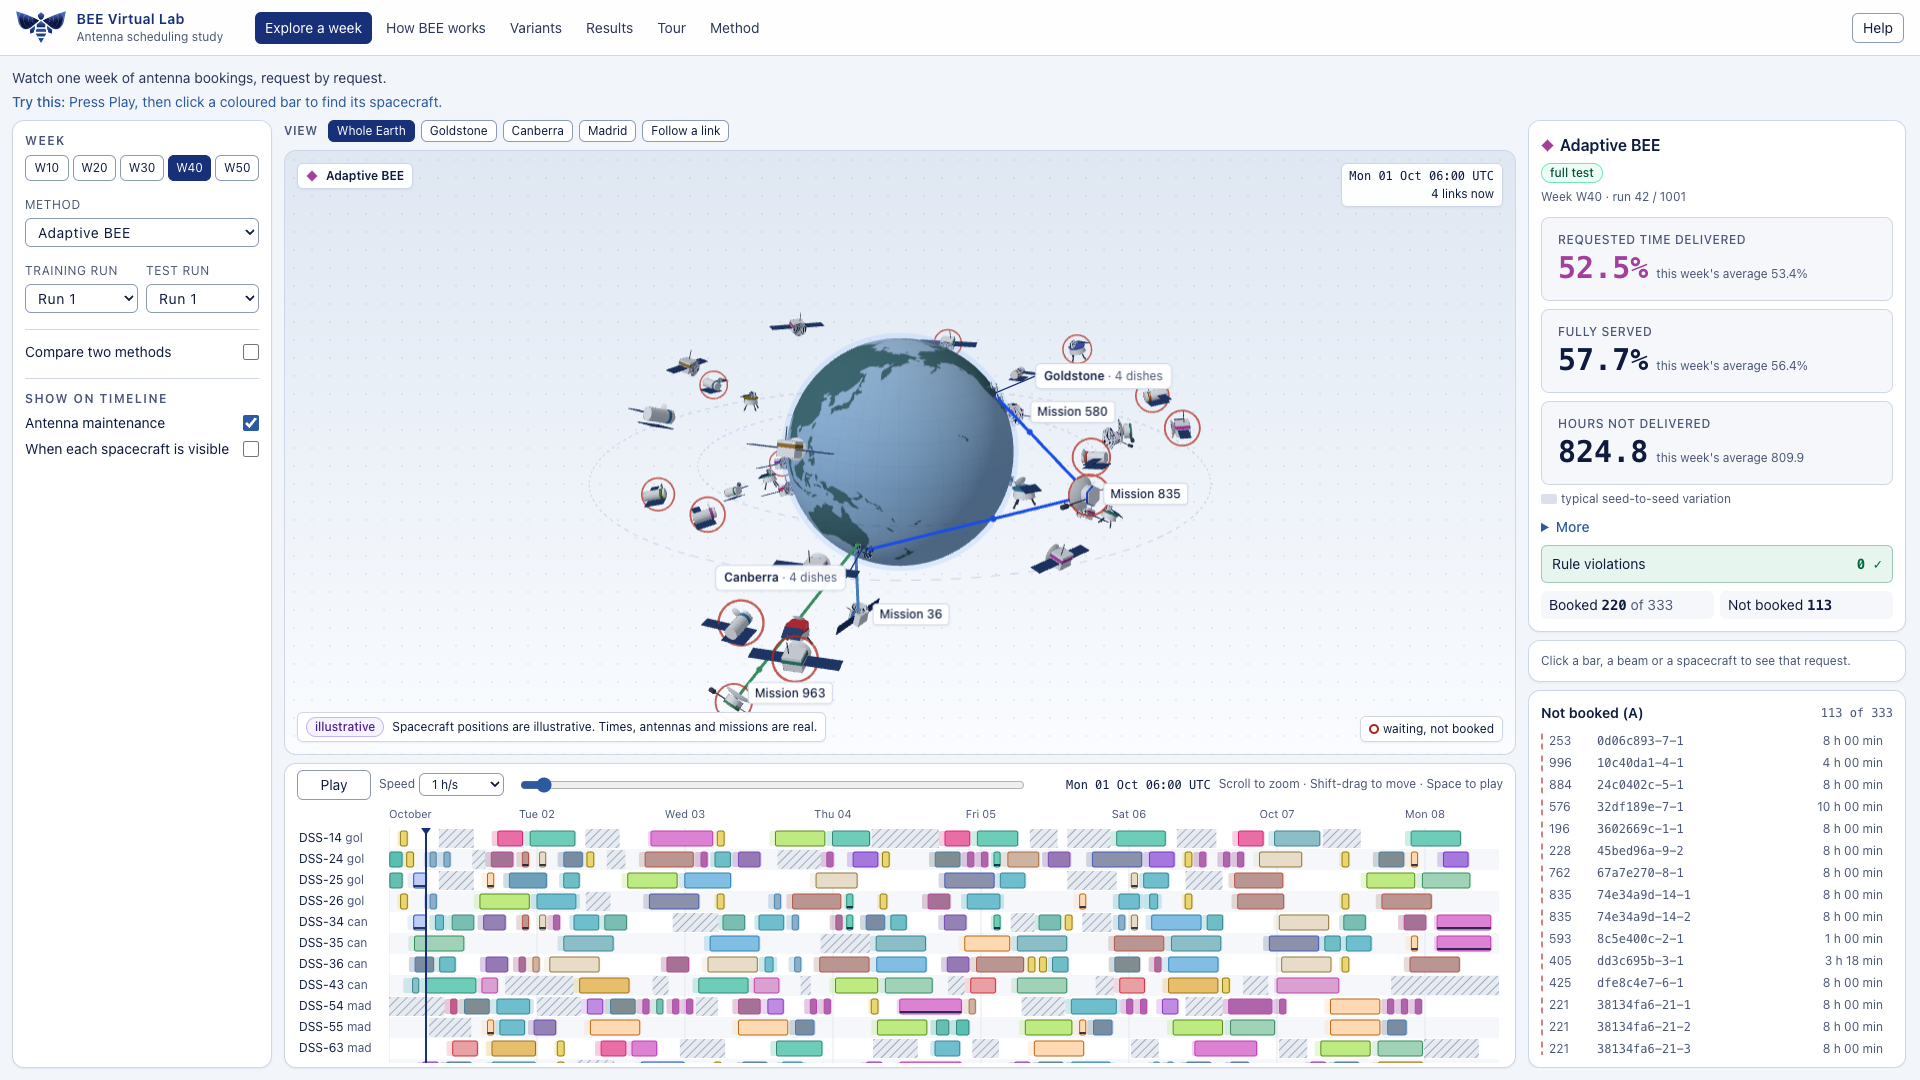 BEE Virtual Lab
Antenna scheduling study
Explore a week
How BEE works
Variants
Results
Tour
Method
Help
Watch one week of antenna bookings, request by request.
Try this: Press Play, then click a coloured bar to find its spacecraft.
WEEK
W10 W20 W30 W40 W50
METHOD
Adaptive BEE
TRAINING RUN TEST RUN
Run 1 Run 1
Compare two methods
SHOW ON TIMELINE
Antenna maintenance
When each spacecraft is visible
VIEW Whole Earth Goldstone Canberra Madrid Follow a link
Adaptive BEE
Mon 01 Oct 06:00 UTC
4 links now
Goldstone · 4 dishes
Mission 580
Mission 835
Canberra · 4 dishes
Mission 36
Mission 963
illustrative Spacecraft positions are illustrative. Times, antennas and missions are real.
waiting, not booked
Play Speed 1 h/s Mon 01 Oct 06:00 UTC Scroll to zoom · Shift-drag to move · Space to play
October Tue 02 Wed 03 Thu 04 Fri 05 Sat 06 Oct 07 Mon 08
DSS-14 gol
DSS-24 gol
DSS-25 gol
DSS-26 gol
DSS-34 can
DSS-35 can
DSS-36 can
DSS-43 can
DSS-54 mad
DSS-55 mad
DSS-63 mad
Adaptive BEE
full test
Week W40 · run 42 / 1001
REQUESTED TIME DELIVERED
52.5% this week's average 53.4%
FULLY SERVED
57.7% this week's average 56.4%
HOURS NOT DELIVERED
824.8 this week's average 809.9
typical seed-to-seed variation
More
Rule violations 0 ✓
Booked 220 of 333 Not booked 113
Click a bar, a beam or a spacecraft to see that request.
Not booked (A) 113 of 333
253 0d06c893-7-1 8 h 00 min
996 10c40da1-4-1 4 h 00 min
884 24c0402c-5-1 8 h 00 min
576 32df189e-7-1 10 h 00 min
196 3602669c-1-1 8 h 00 min
228 45bed96a-9-2 8 h 00 min
762 67a7e270-8-1 8 h 00 min
835 74e34a9d-14-1 8 h 00 min
835 74e34a9d-14-2 8 h 00 min
593 8c5e400c-2-1 1 h 00 min
405 dd3c695b-3-1 3 h 18 min
425 dfe8c4e7-6-1 8 h 00 min
221 38134fa6-21-1 8 h 00 min
221 38134fa6-21-2 8 h 00 min
221 38134fa6-21-3 8 h 00 min